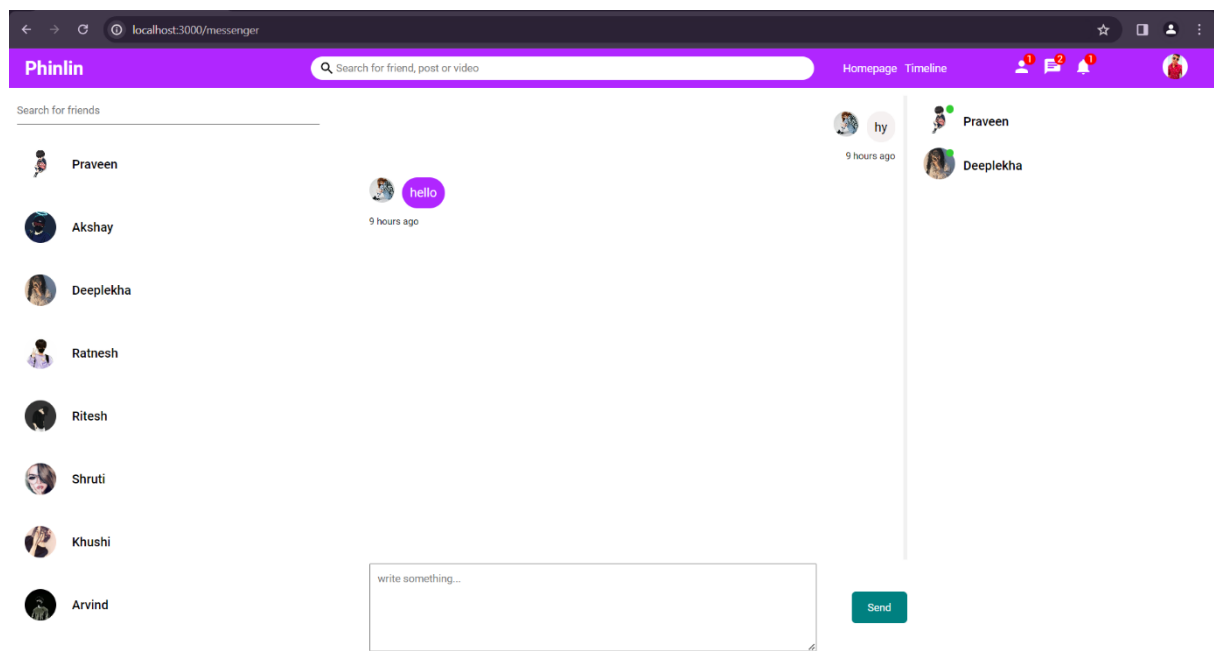 localhost:3000/messenger
Phinlin
Search for friend, post or video
Homepage Timeline
1
2
1
Search for friends
Praveen
Akshay
Deeplekha
Ratnesh
Ritesh
Shruti
Khushi
Arvind
hy
9 hours ago
hello
9 hours ago
write something...
Send
Praveen
Deeplekha